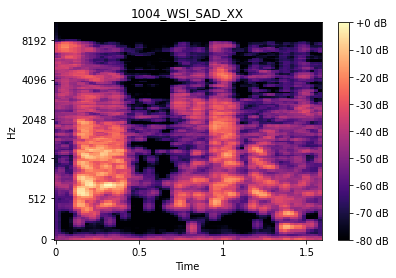 1004_WSI_SAD_XX
Hz
8192
4096
2048
1024
512
0
0
0.5
1
1.5
Time
+0 dB
-10 dB
-20 dB
-30 dB
-40 dB
-50 dB
-60 dB
-70 dB
-80 dB